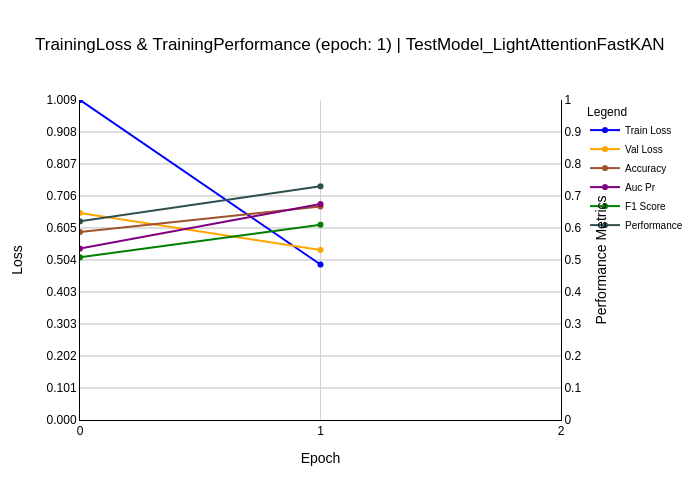 TrainingLoss & TrainingPerformance (epoch: 1) | TestModel_LightAttentionFastKAN
1.009
0.908
0.807
0.706
0.605
0.504
0.403
0.303
0.202
0.101
0.000
Loss
0
1
2
Epoch
1
0.9
0.8
0.7
0.6
0.5
0.4
0.3
0.2
0.1
0
Performance Metrics
Legend
Train Loss
Val Loss
Accuracy
Auc Pr
F1 Score
Performance